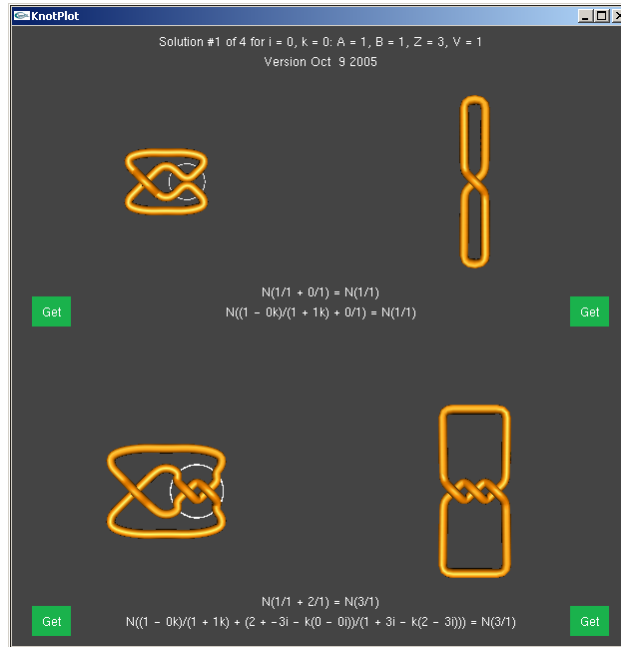 KnotPlot
Solution #1 of 4 for i = 0, k = 0: A = 1, B = 1, Z = 3, V = 1
Version Oct 9 2005
N(1/1 + 0/1) = N(1/1)
Get
N((1 - 0k)/(1 + 1k) + 0/1) = N(1/1)
Get
N(1/1 + 2/1) = N(3/1)
Get
N((1 - 0k)/(1 + 1k) + (2 + -3i - k(0 - 0i))/(1 + 3i - k(2 - 3i))) = N(3/1)
Get